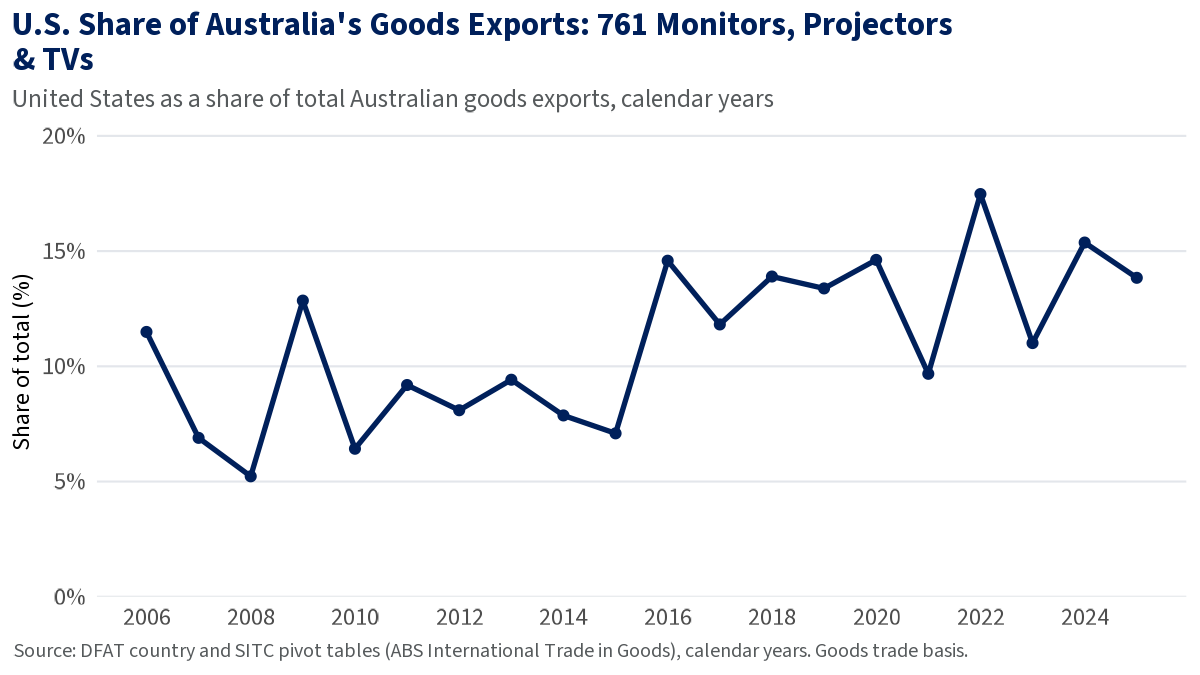 U.S. Share of Australia's Goods Exports: 761 Monitors, Projectors
& TVs
United States as a share of total Australian goods exports, calendar years
20%
15%
10%
5%
0%
Share of total (%)
2006 2008 2010 2012 2014 2016 2018 2020 2022 2024
Source: DFAT country and SITC pivot tables (ABS International Trade in Goods), calendar years. Goods trade basis.